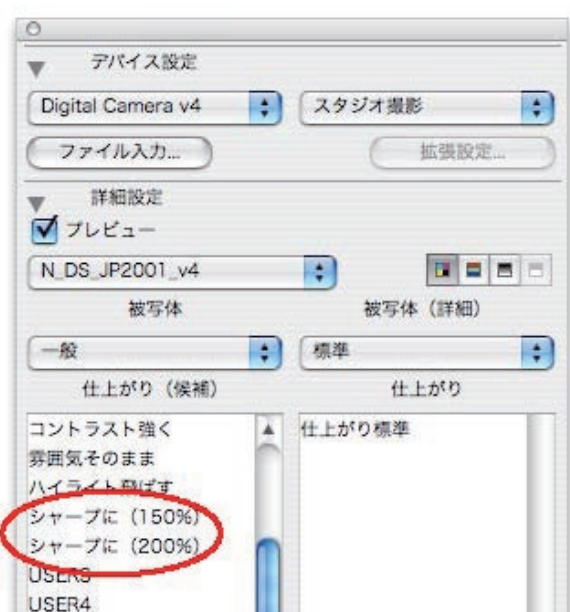 デバイス設定
Digital Camera v4
スタジオ撮影
ファイル入力...
拡張設定...
詳細設定
プレビュー
N_DS_JP2001_v4
被写体
被写体（詳細）
一般
標準
仕上がり（候補）
仕上がり
コントラスト強く
仕上がり標準
雰囲気そのまま
ハイライト飛ばす
シャープに（150%）
シャープに（200%）
USER3
USER4